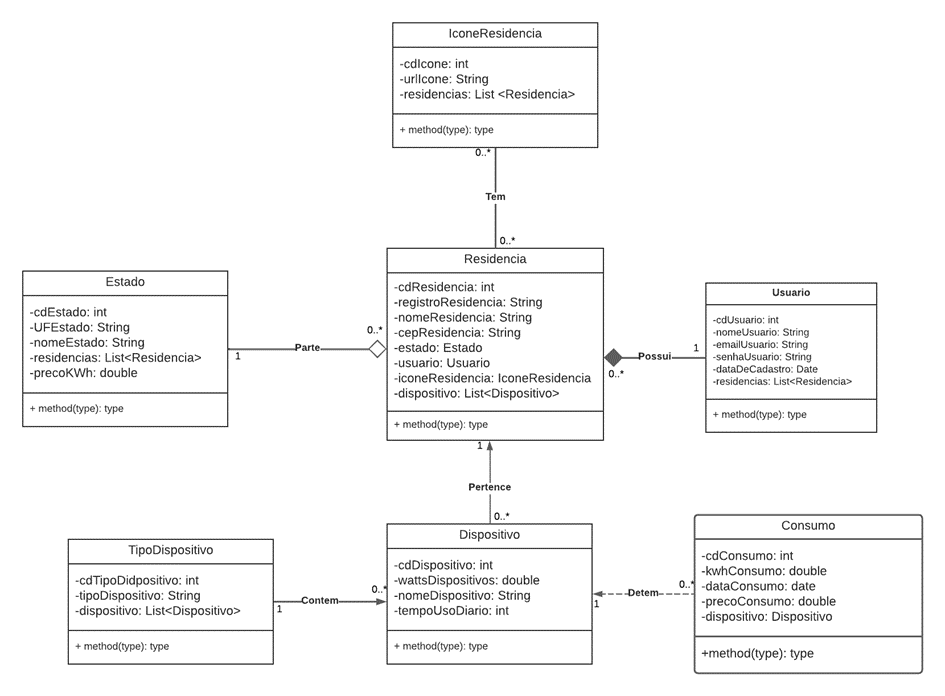 IconeResidencia
-cdIcone: int
-urlIcone: String
-residencias: List <Residencia>
+ method(type): type
0..*
Tem
0..*
Residencia
-cdResidencia: int
-registroResidencia: String
-nomeResidencia: String
-cepResidencia: String
-estado: Estado
-usuario: Usuario
-iconeResidencia: IconeResidencia
-dispositivo: List<Dispositivo>
+ method(type): type
Estado
-cdEstado: int
-UFEstado: String
-nomeEstado: String
-residencias: List<Residencia>
-precoKWh: double
+ method(type): type
1
Parte
0..*
Usuario
-cdUsuario: int
-nomeUsuario: String
-emailUsuario: String
-senhaUsuario: String
-dataDeCadastro: Date
-residencias: List<Residencia>
+ method(type): type
0..*
Possui
1
1
Pertence
0..*
Dispositivo
-cdDispositivo: int
-wattsDispositivos: double
-nomeDispositivo: String
-tempoUsoDiario: int
+ method(type): type
TipoDispositivo
-cdTipoDidpositivo: int
-tipoDispositivo: String
-dispositivo: List<Dispositivo>
+ method(type): type
1
Contem
0..*
Consumo
-cdConsumo: int
-kwhConsumo: double
-dataConsumo: date
-precoConsumo: double
-dispositivo: Dispositivo
+method(type): type
1
Detem
0..*